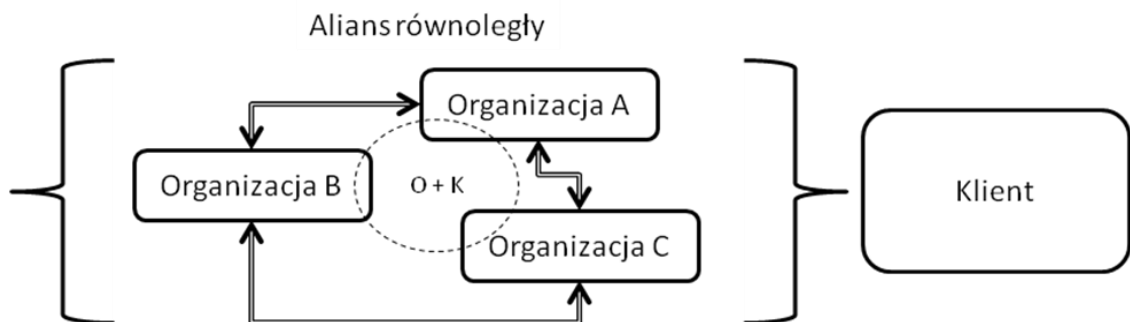 Alians równoległy
Organizacja A
Organizacja B
O + K
Organizacja C
Klient